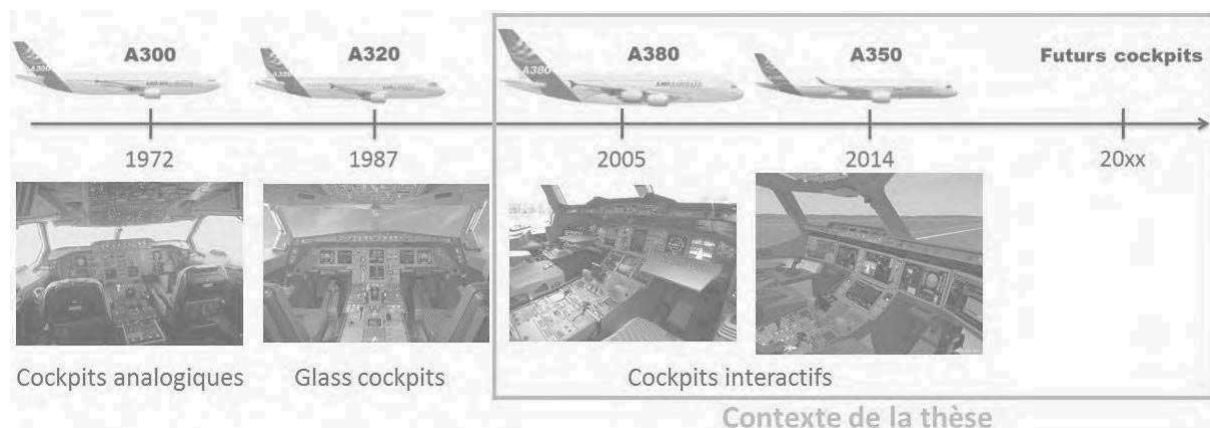 A300 A320 A380 A350 Futurs cockpits
1972 1987 2005 2014 20xx
Cockpits analogiques Glass cockpits Cockpits interactifs
Contexte de la thèse